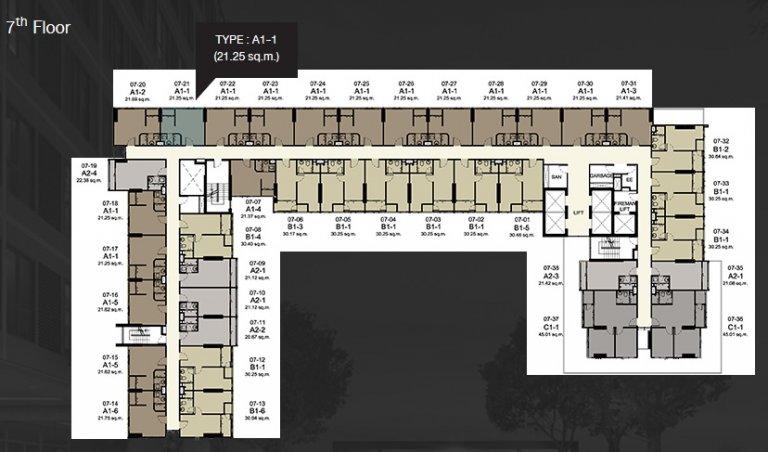 7th Floor
TYPE : A1-1
(21.25 sq.m.)
07-20
A1-2
21.69 sq.m.
07-21
A1-1
21.25 sq.m.
07-22
A1-1
21.25 sq.m.
07-23
A1-1
21.25 sq.m.
07-24
A1-1
21.25 sq.m.
07-25
A1-1
21.25 sq.m.
07-26
A1-1
21.25 sq.m.
07-27
A1-1
21.25 sq.m.
07-28
A1-1
21.25 sq.m.
07-29
A1-1
21.25 sq.m.
07-30
A1-1
21.25 sq.m.
07-31
A1-3
21.41 sq.m.
07-32
B1-2
30.64 sq.m.
07-33
B1-1
30.25 sq.m.
07-34
B1-1
30.25 sq.m.
07-35
A2-1
21.08 sq.m.
07-36
C1-1
45.01 sq.m.
07-38
A2-3
21.42 sq.m.
07-37
C1-1
45.01 sq.m.
SAN
GARBAGE
EE
LIFT
FIREMAN
LIFT
07-19
A2-4
22.38 sq.m.
07-18
A1-1
21.25 sq.m.
07-17
A1-1
21.25 sq.m.
07-16
A1-5
21.62 sq.m.
07-15
A1-5
21.62 sq.m.
07-14
A1-6
21.75 sq.m.
07-07
A1-4
21.37 sq.m.
07-08
B1-4
30.40 sq.m.
07-09
A2-1
21.12 sq.m.
07-10
A2-1
21.12 sq.m.
07-11
A2-2
20.67 sq.m.
07-12
B1-1
30.25 sq.m.
07-13
B1-6
30.64 sq.m.
07-06
B1-3
30.17 sq.m.
07-05
B1-1
30.25 sq.m.
07-04
B1-1
30.25 sq.m.
07-03
B1-1
30.25 sq.m.
07-02
B1-1
30.25 sq.m.
07-01
B1-5
30.46 sq.m.